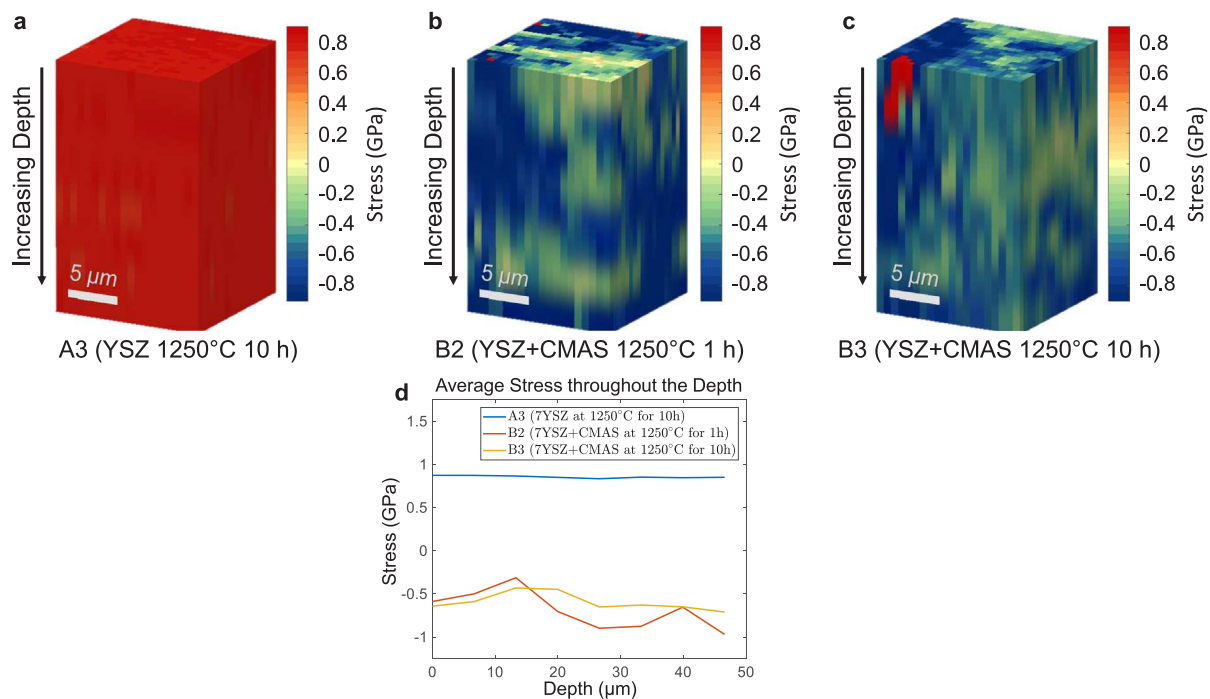 a
Increasing Depth
5 µm
0.8
0.6
0.4
0.2
0
-0.2
-0.4
-0.6
-0.8
Stress (GPa)
A3 (YSZ 1250°C 10 h)
b
Increasing Depth
5 µm
0.8
0.6
0.4
0.2
0
-0.2
-0.4
-0.6
-0.8
Stress (GPa)
B2 (YSZ+CMAS 1250°C 1 h)
c
Increasing Depth
5 µm
0.8
0.6
0.4
0.2
0
-0.2
-0.4
-0.6
-0.8
Stress (GPa)
B3 (YSZ+CMAS 1250°C 10 h)
d
Average Stress throughout the Depth
A3 (7YSZ at 1250°C for 10h)
B2 (7YSZ+CMAS at 1250°C for 1h)
B3 (7YSZ+CMAS at 1250°C for 10h)
Stress (GPa)
1.5
1
0.5
0
-0.5
-1
0 10 20 30 40 50
Depth (µm)